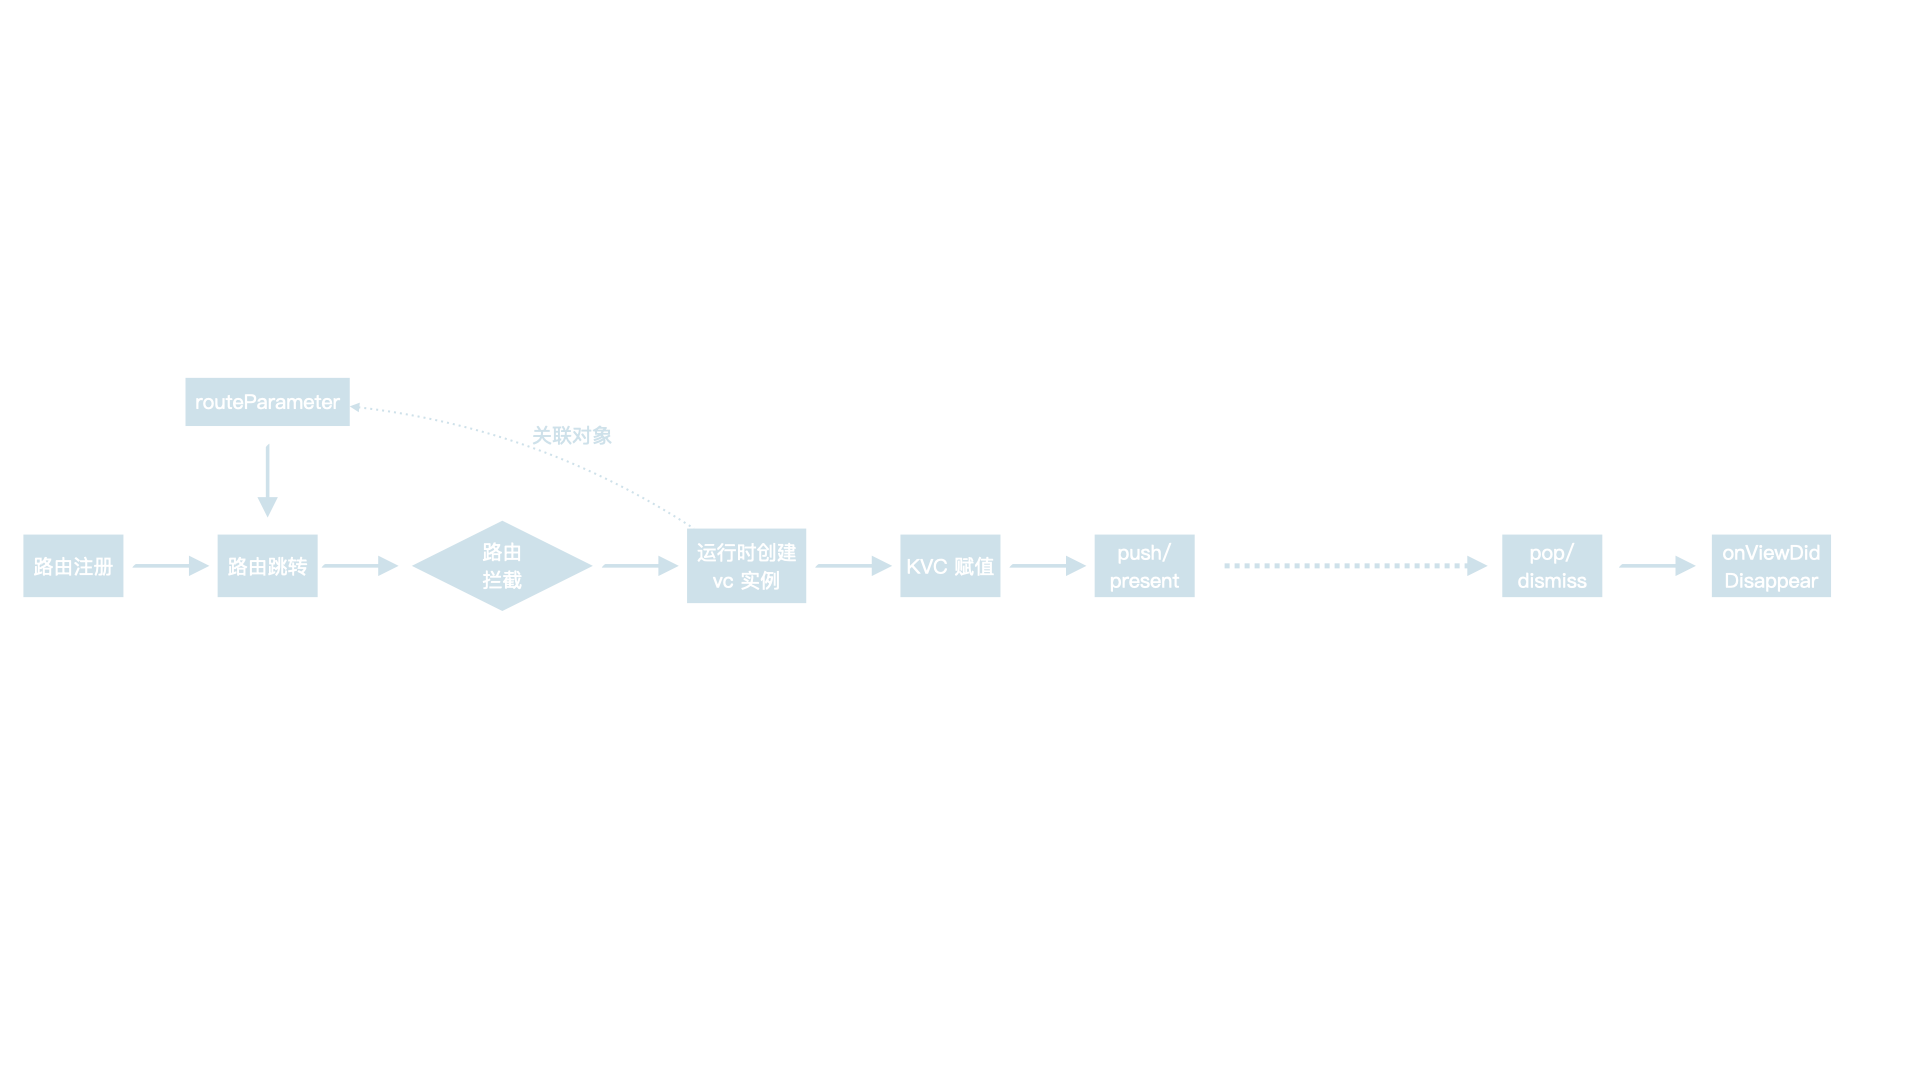 routeParameter
关联对象
路由注册
路由跳转
路由
拦截
运行时创建
vc 实例
KVC 赋值
push/
present
pop/
dismiss
onViewDid
Disappear